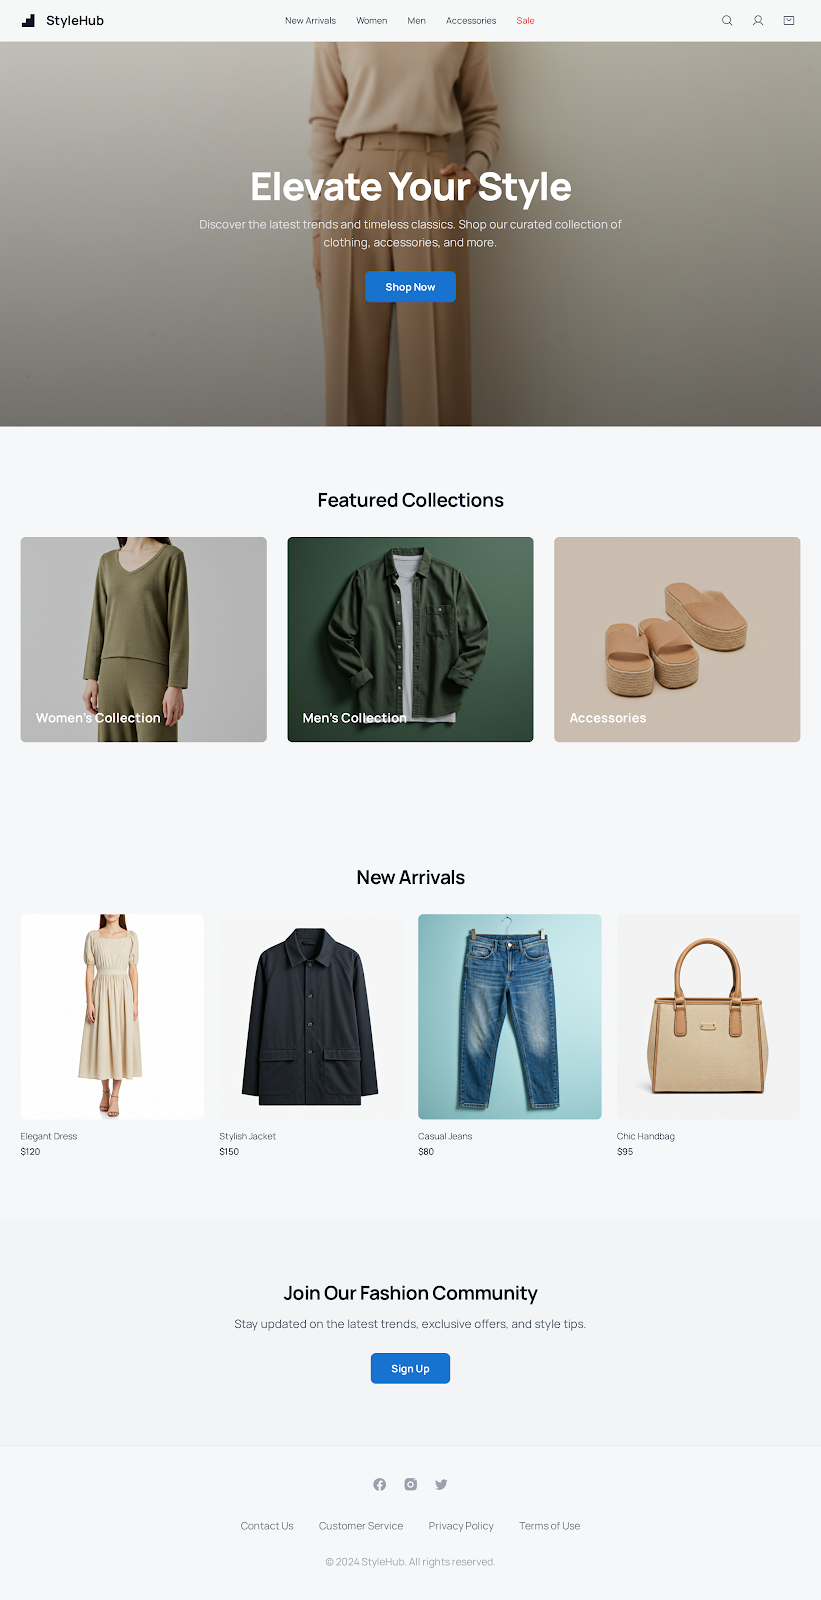 StyleHub
New Arrivals
Women
Men
Accessories
Sale
Elevate Your Style
Discover the latest trends and timeless classics. Shop our curated collection of
clothing, accessories, and more.
Shop Now
Featured Collections
Women's Collection
Men's Collection
Accessories
New Arrivals
Elegant Dress
$120
Stylish Jacket
$150
Casual Jeans
$80
Chic Handbag
$95
Join Our Fashion Community
Stay updated on the latest trends, exclusive offers, and style tips.
Sign Up
Contact Us
Customer Service
Privacy Policy
Terms of Use
© 2024 StyleHub. All rights reserved.